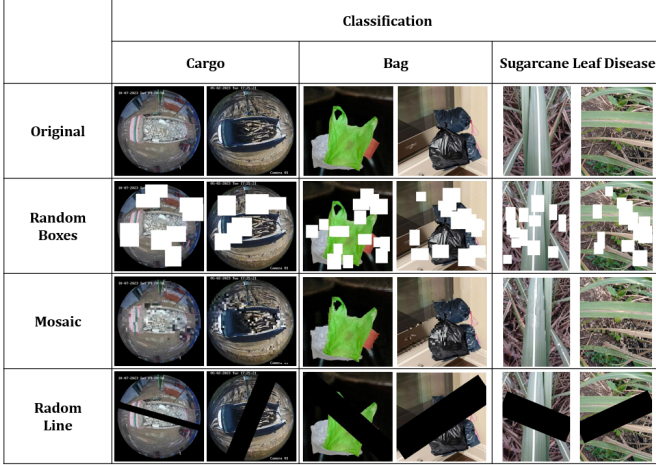 Classification
Cargo
Bag
Sugarcane Leaf Disease
Original
Random
Boxes
Mosaic
Radom
Line